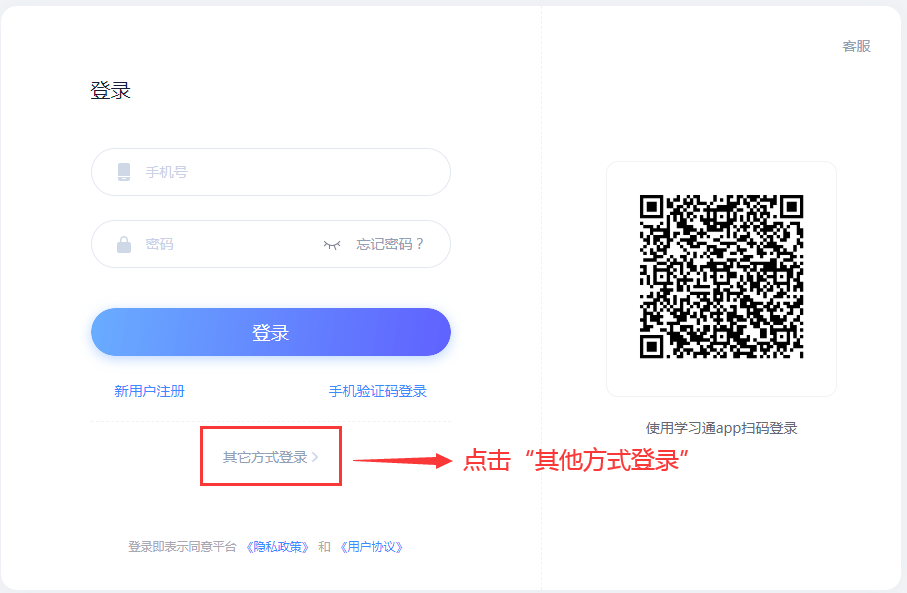 客服
登录
手机号
密码 忘记密码？
登录
新用户注册 手机验证码登录
其它方式登录
点击“其他方式登录”
登录即表示同意平台 《隐私政策》 和 《用户协议》
使用学习通app扫码登录